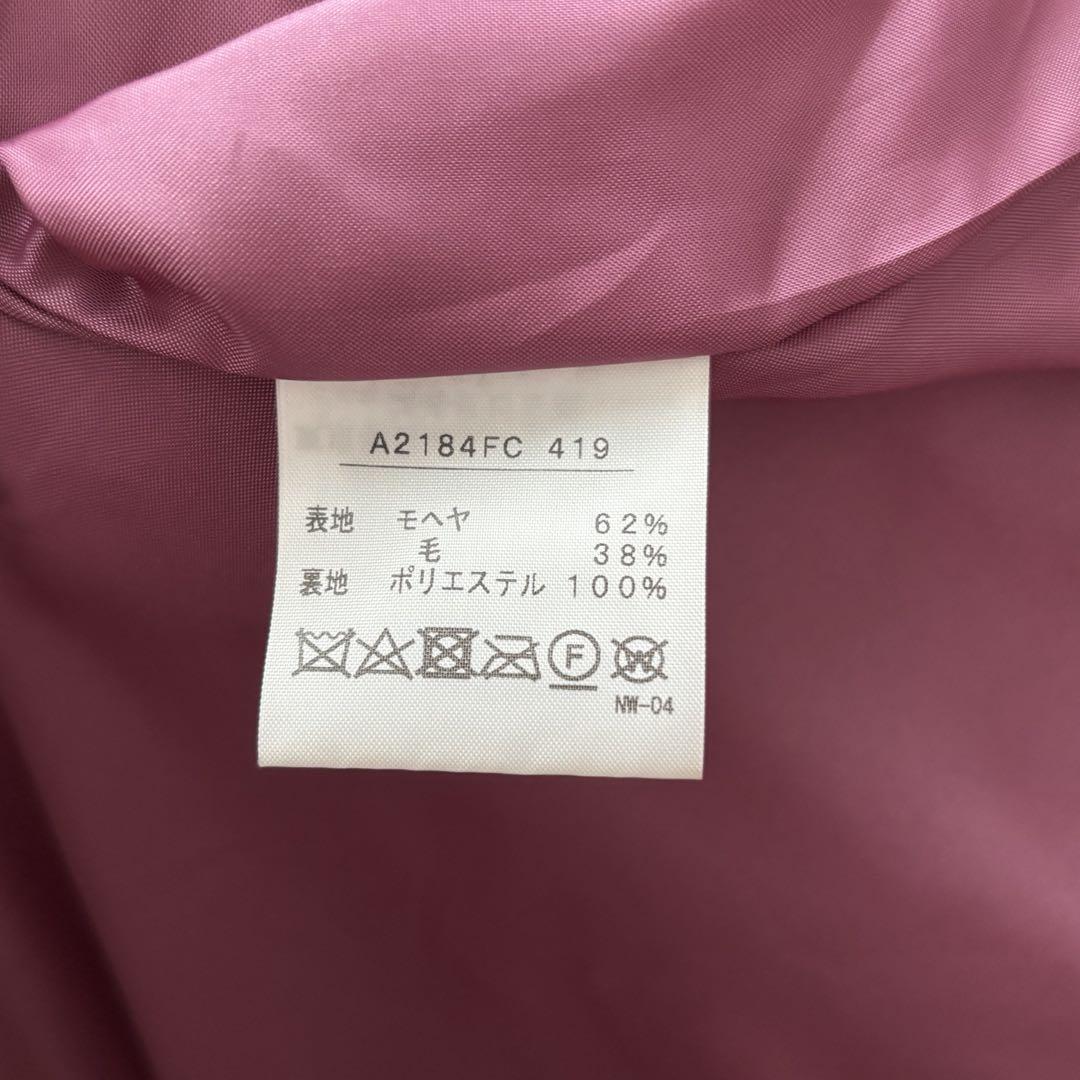 A2184FC 419
表地 モヘヤ 62%
毛 38%
裏地 ポリエステル 100%
F W
NW-04